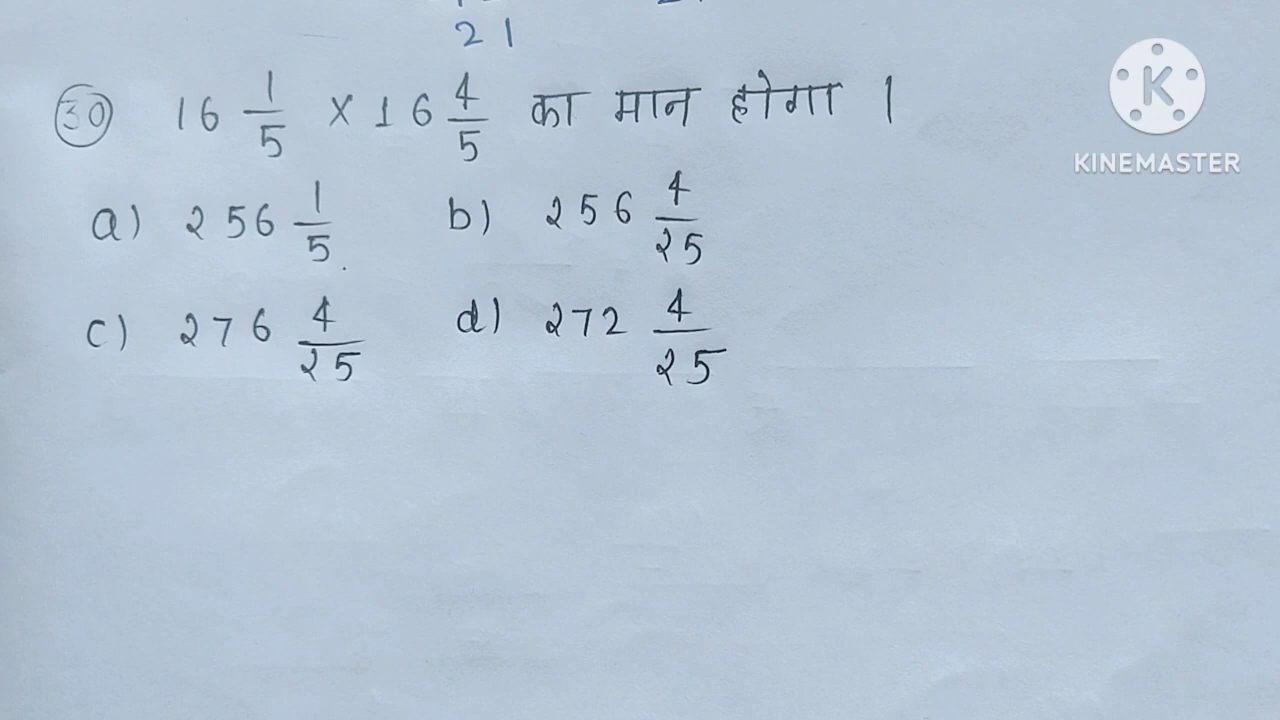 21
30 16 1/5 × 16 4/5 का मान होगा ।
a) 256 1/5 b) 256 4/25
c) 276 4/25 d) 272 4/25
K
KINEMASTER